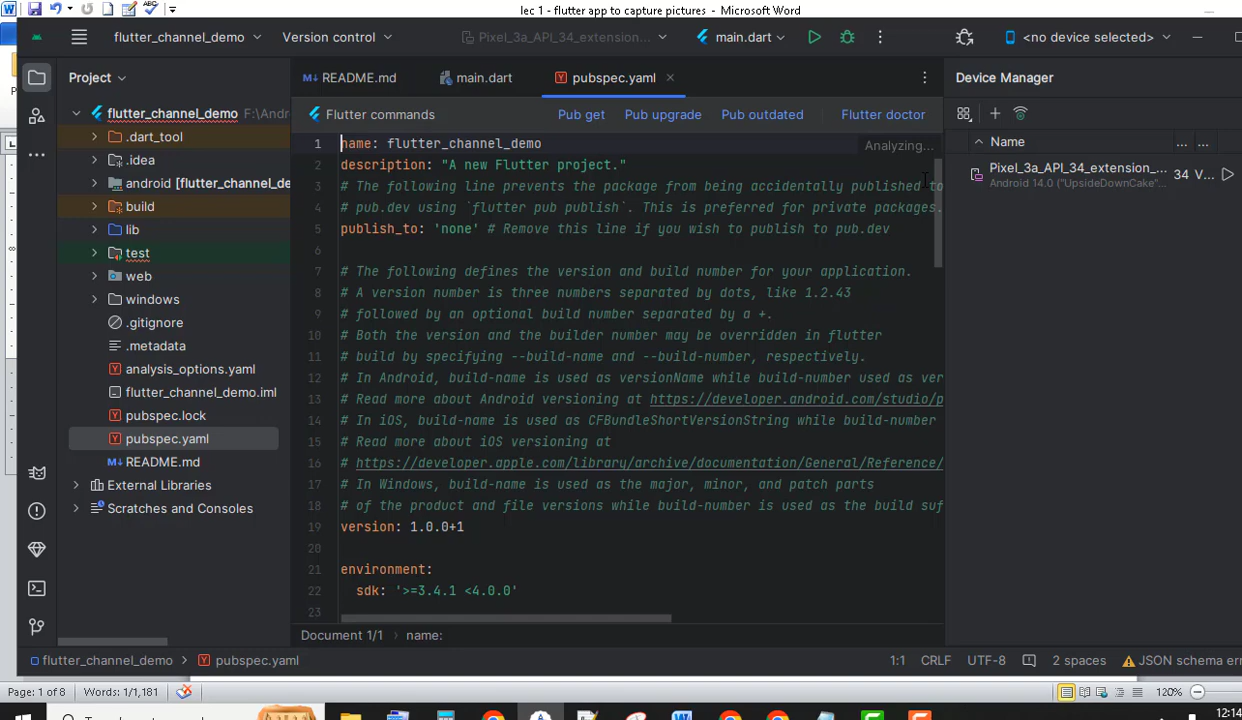 lec 1 - flutter app to capture pictures - Microsoft Word
flutter_channel_demo
Version control
Pixel_3a_API_34_extension...
main.dart
<no device selected>
Project
README.md
main.dart
pubspec.yaml
Device Manager
flutter_channel_demo F:\Andro
Flutter commands
Pub get
Pub upgrade
Pub outdated
Flutter doctor
.dart_tool
.idea
android [flutter_channel_de
build
lib
test
web
windows
.gitignore
.metadata
analysis_options.yaml
flutter_channel_demo.iml
pubspec.lock
pubspec.yaml
README.md
External Libraries
Scratches and Consoles
Analyzing...
1 name: flutter_channel_demo
2 description: "A new Flutter project."
3 # The following line prevents the package from being accidentally published to
4 # pub.dev using `flutter pub publish`. This is preferred for private packages.
5 publish_to: 'none' # Remove this line if you wish to publish to pub.dev
6
7 # The following defines the version and build number for your application.
8 # A version number is three numbers separated by dots, like 1.2.43
9 # followed by an optional build number separated by a +.
10 # Both the version and the builder number may be overridden in flutter
11 # build by specifying --build-name and --build-number, respectively.
12 # In Android, build-name is used as versionName while build-number used as ver
13 # Read more about Android versioning at https://developer.android.com/studio/p
14 # In iOS, build-name is used as CFBundleShortVersionString while build-number
15 # Read more about iOS versioning at
16 # https://developer.apple.com/library/archive/documentation/General/Reference/
17 # In Windows, build-name is used as the major, minor, and patch parts
18 # of the product and file versions while build-number is used as the build suf
19 version: 1.0.0+1
20
21 environment:
22 sdk: '>=3.4.1 <4.0.0'
23
Document 1/1
name:
Name
... ...
Pixel_3a_API_34_extension_... 34 V...
Android 14.0 ("UpsideDownCake"...
flutter_channel_demo > pubspec.yaml
1:1
CRLF
UTF-8
2 spaces
JSON schema err
Page: 1 of 8
Words: 1/1,181
120%
12:14